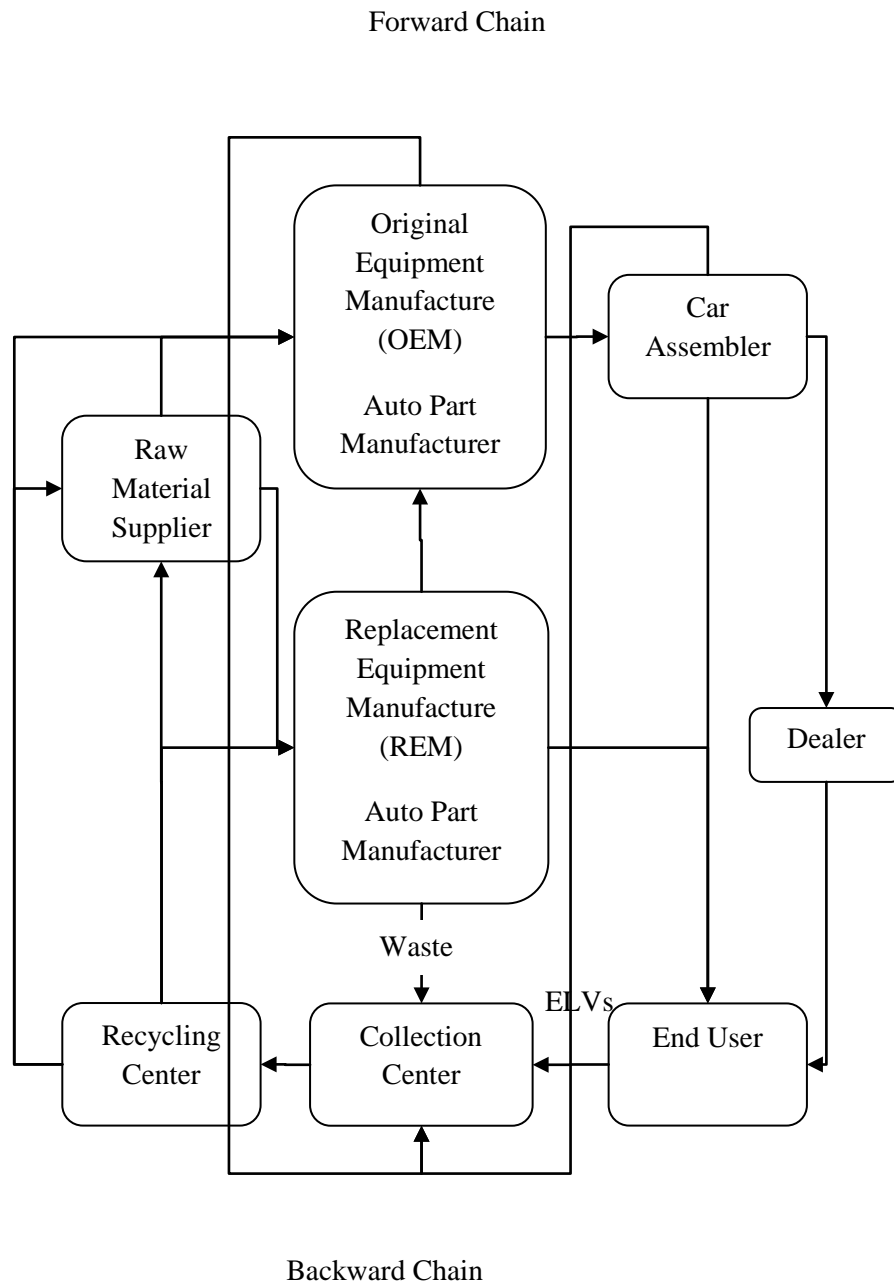 Forward Chain
Original
Equipment
Manufacture
(OEM)
Auto Part
Manufacturer
Car
Assembler
Raw
Material
Supplier
Replacement
Equipment
Manufacture
(REM)
Auto Part
Manufacturer
Dealer
Waste
ELVs
Recycling
Center
Collection
Center
End User
Backward Chain